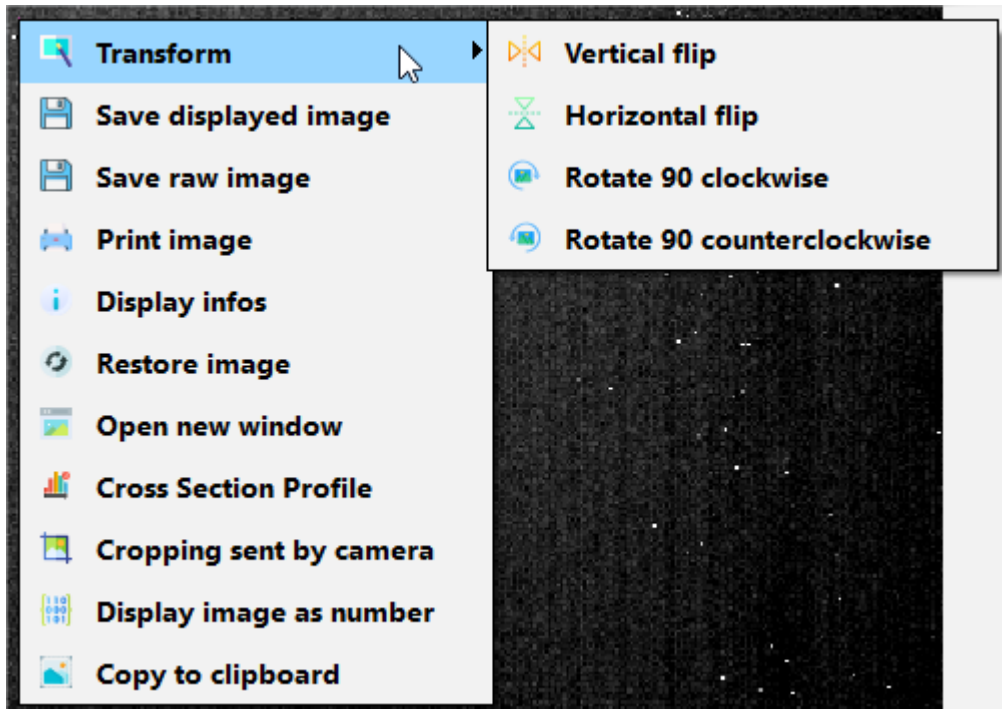 Transform
Save displayed image
Save raw image
Print image
Display infos
Restore image
Open new window
Cross Section Profile
Cropping sent by camera
Display image as number
Copy to clipboard
Vertical flip
Horizontal flip
Rotate 90 clockwise
Rotate 90 counterclockwise